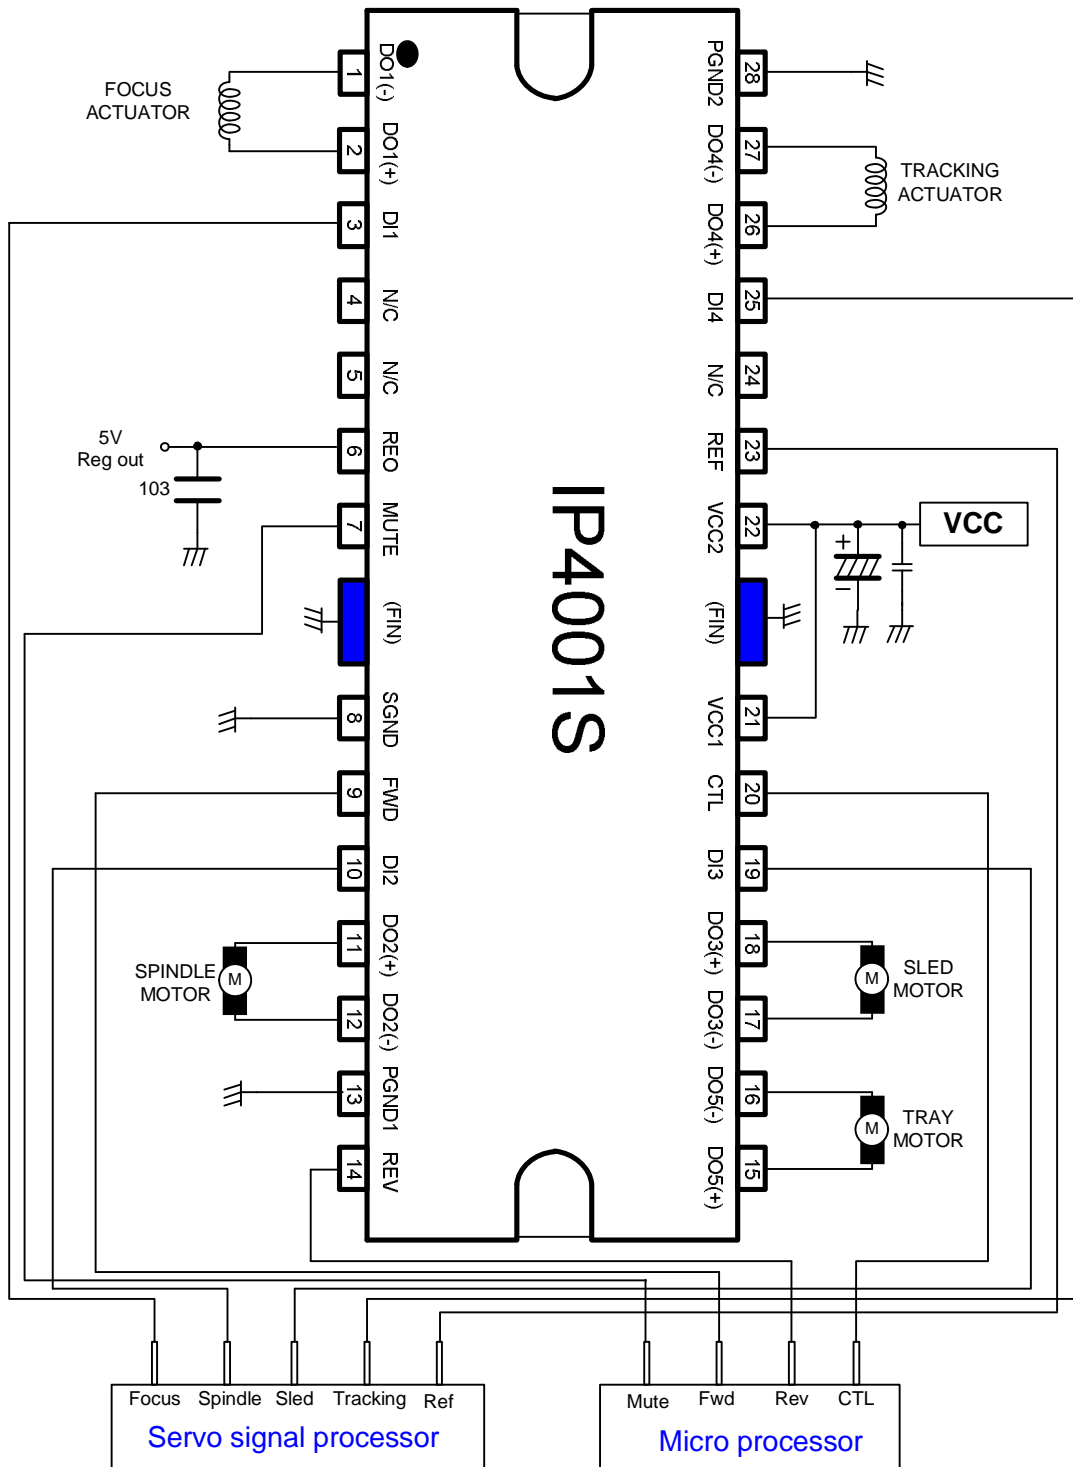 FOCUS
ACTUATOR
1
DO1(-)
2
DO1(+)
3
DI1
4
N/C
5
N/C
5V
Reg out
103
6
REO
7
MUTE
(FIN)
8
SGND
9
FWD
10
DI2
SPINDLE
MOTOR
M
11
DO2(+)
12
DO2(-)
13
PGND1
14
REV
IP4001S
PGND2
28
DO4(-)
27
TRACKING
ACTUATOR
DO4(+)
26
DI4
25
N/C
24
REF
23
VCC2
22
VCC
+
−
(FIN)
VCC1
21
CTL
20
DI3
19
DO3(+)
18
SLED
MOTOR
M
DO3(-)
17
DO5(-)
16
TRAY
MOTOR
M
DO5(+)
15
Focus Spindle Sled Tracking Ref
Servo signal processor
Mute Fwd Rev CTL
Micro processor